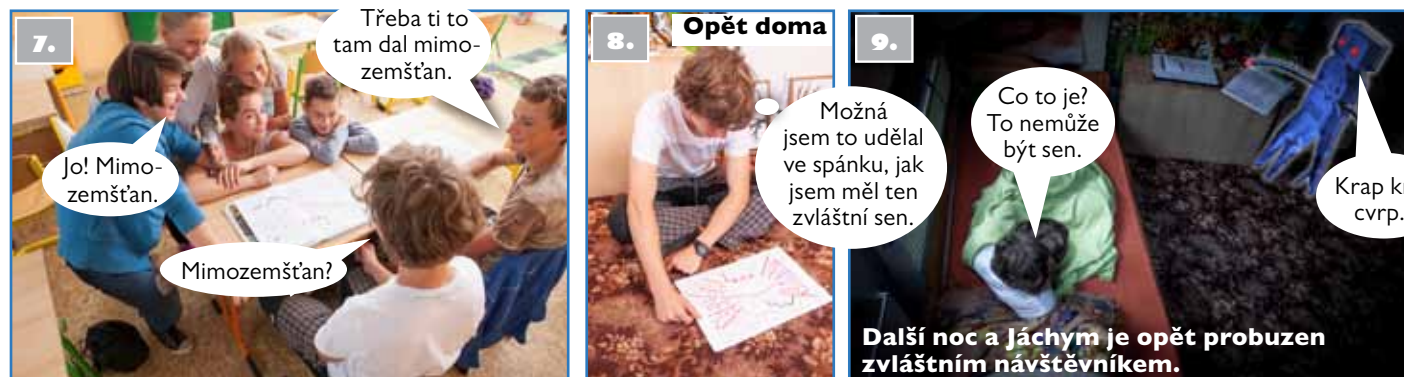 7.
Třeba ti to
tam dal mimo-
zemšťan.
Jo! Mimo-
zemšťan.
Mimozemšťan?
8.
Opět doma
Možná
jsem to udělal
ve spánku, jak
jsem měl ten
zvláštní sen.
9.
Co to je?
To nemůže
být sen.
Krap
cvrp.
Další noc a Jáchym je opět probuzen
zvláštním návštěvníkem.